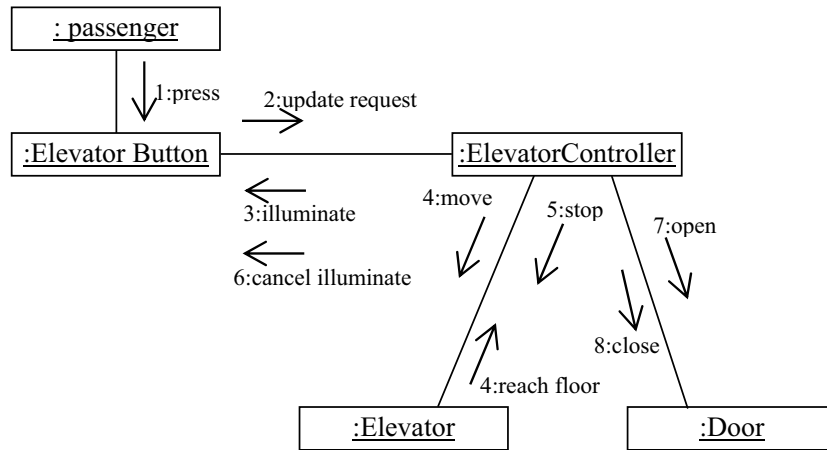 : passenger
1:press
2:update request
:Elevator Button
:ElevatorController
3:illuminate
4:move
5:stop
7:open
6:cancel illuminate
8:close
4:reach floor
:Elevator
:Door